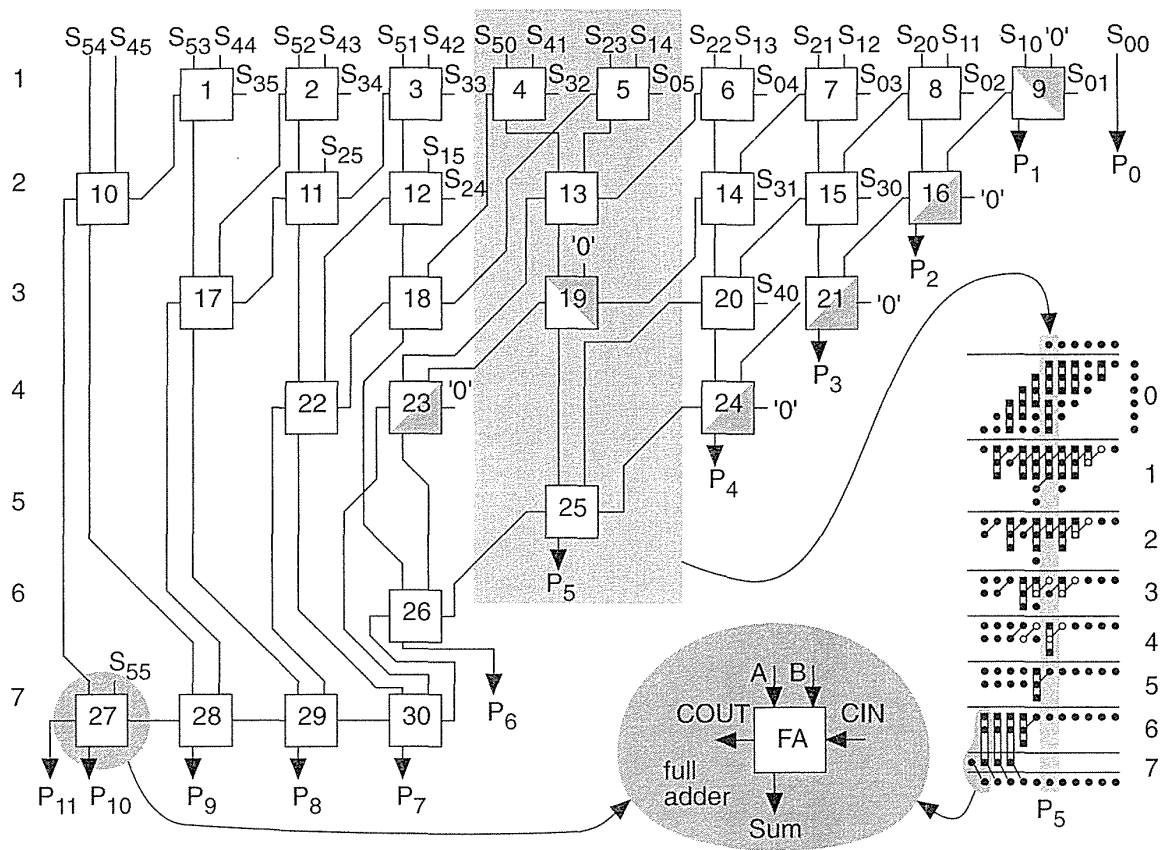 S54 S45 S53 S44 S52 S43 S51 S42 S50 S41 S23 S14 S22 S13 S21 S12 S20 S11 S10 '0' S00
1 1 S35 2 S34 3 S33 4 S32 5 S05 6 S04 7 S03 8 S02 9 S01
P1 P0
S25 S15
2 10 11 12 S24 13 14 S31 15 S30 16 '0'
'0' P2
3 17 18 19 20 S40 21 '0'
P3
4 22 23 '0' 24 '0' 0
P4
5 25 1
P5 2
6 26 3
4
S55 A B 5
7 27 28 29 30 P6 COUT FA CIN 6
full 7
adder
P11 P10 P9 P8 P7 Sum P5